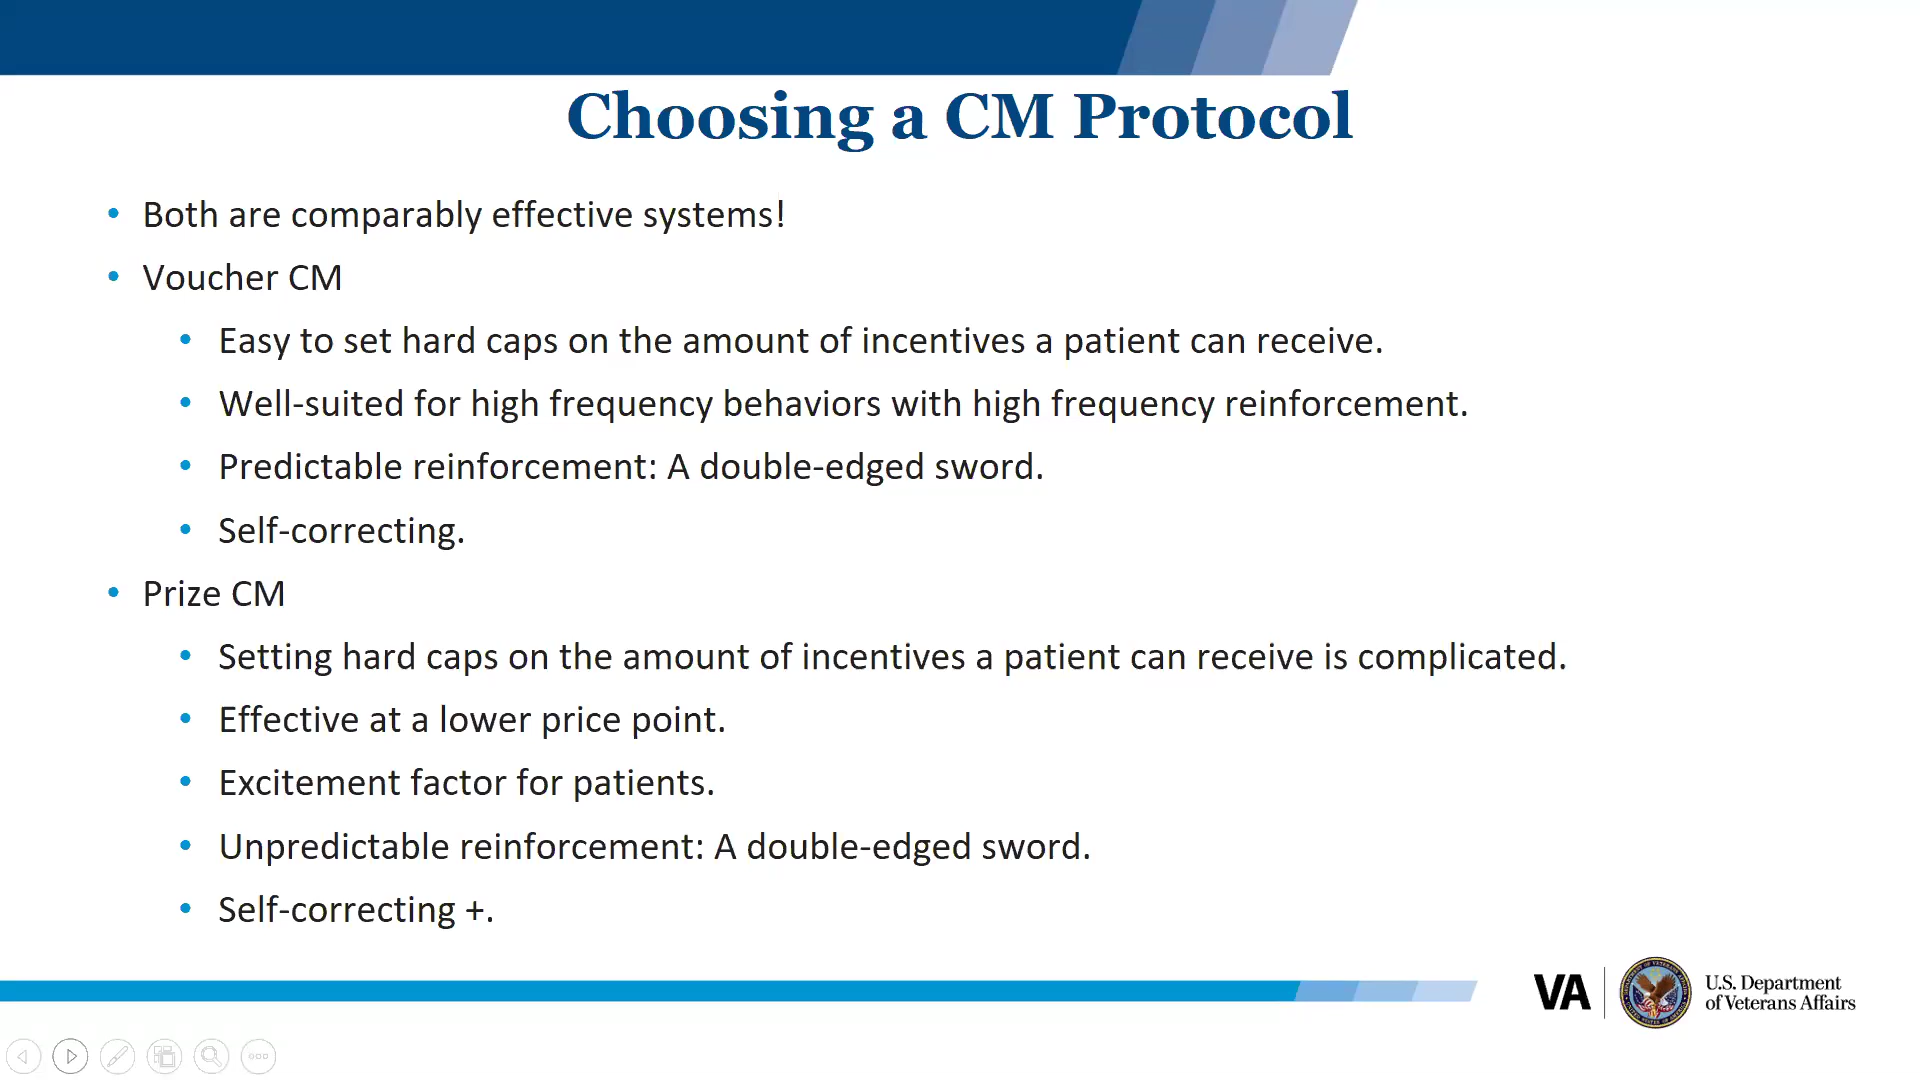 Choosing a CM Protocol
• Both are comparably effective systems!
• Voucher CM
• Easy to set hard caps on the amount of incentives a patient can receive.
• Well-suited for high frequency behaviors with high frequency reinforcement.
• Predictable reinforcement: A double-edged sword.
• Self-correcting.
• Prize CM
• Setting hard caps on the amount of incentives a patient can receive is complicated.
• Effective at a lower price point.
• Excitement factor for patients.
• Unpredictable reinforcement: A double-edged sword.
• Self-correcting +.
VA
U.S. Department
of Veterans Affairs